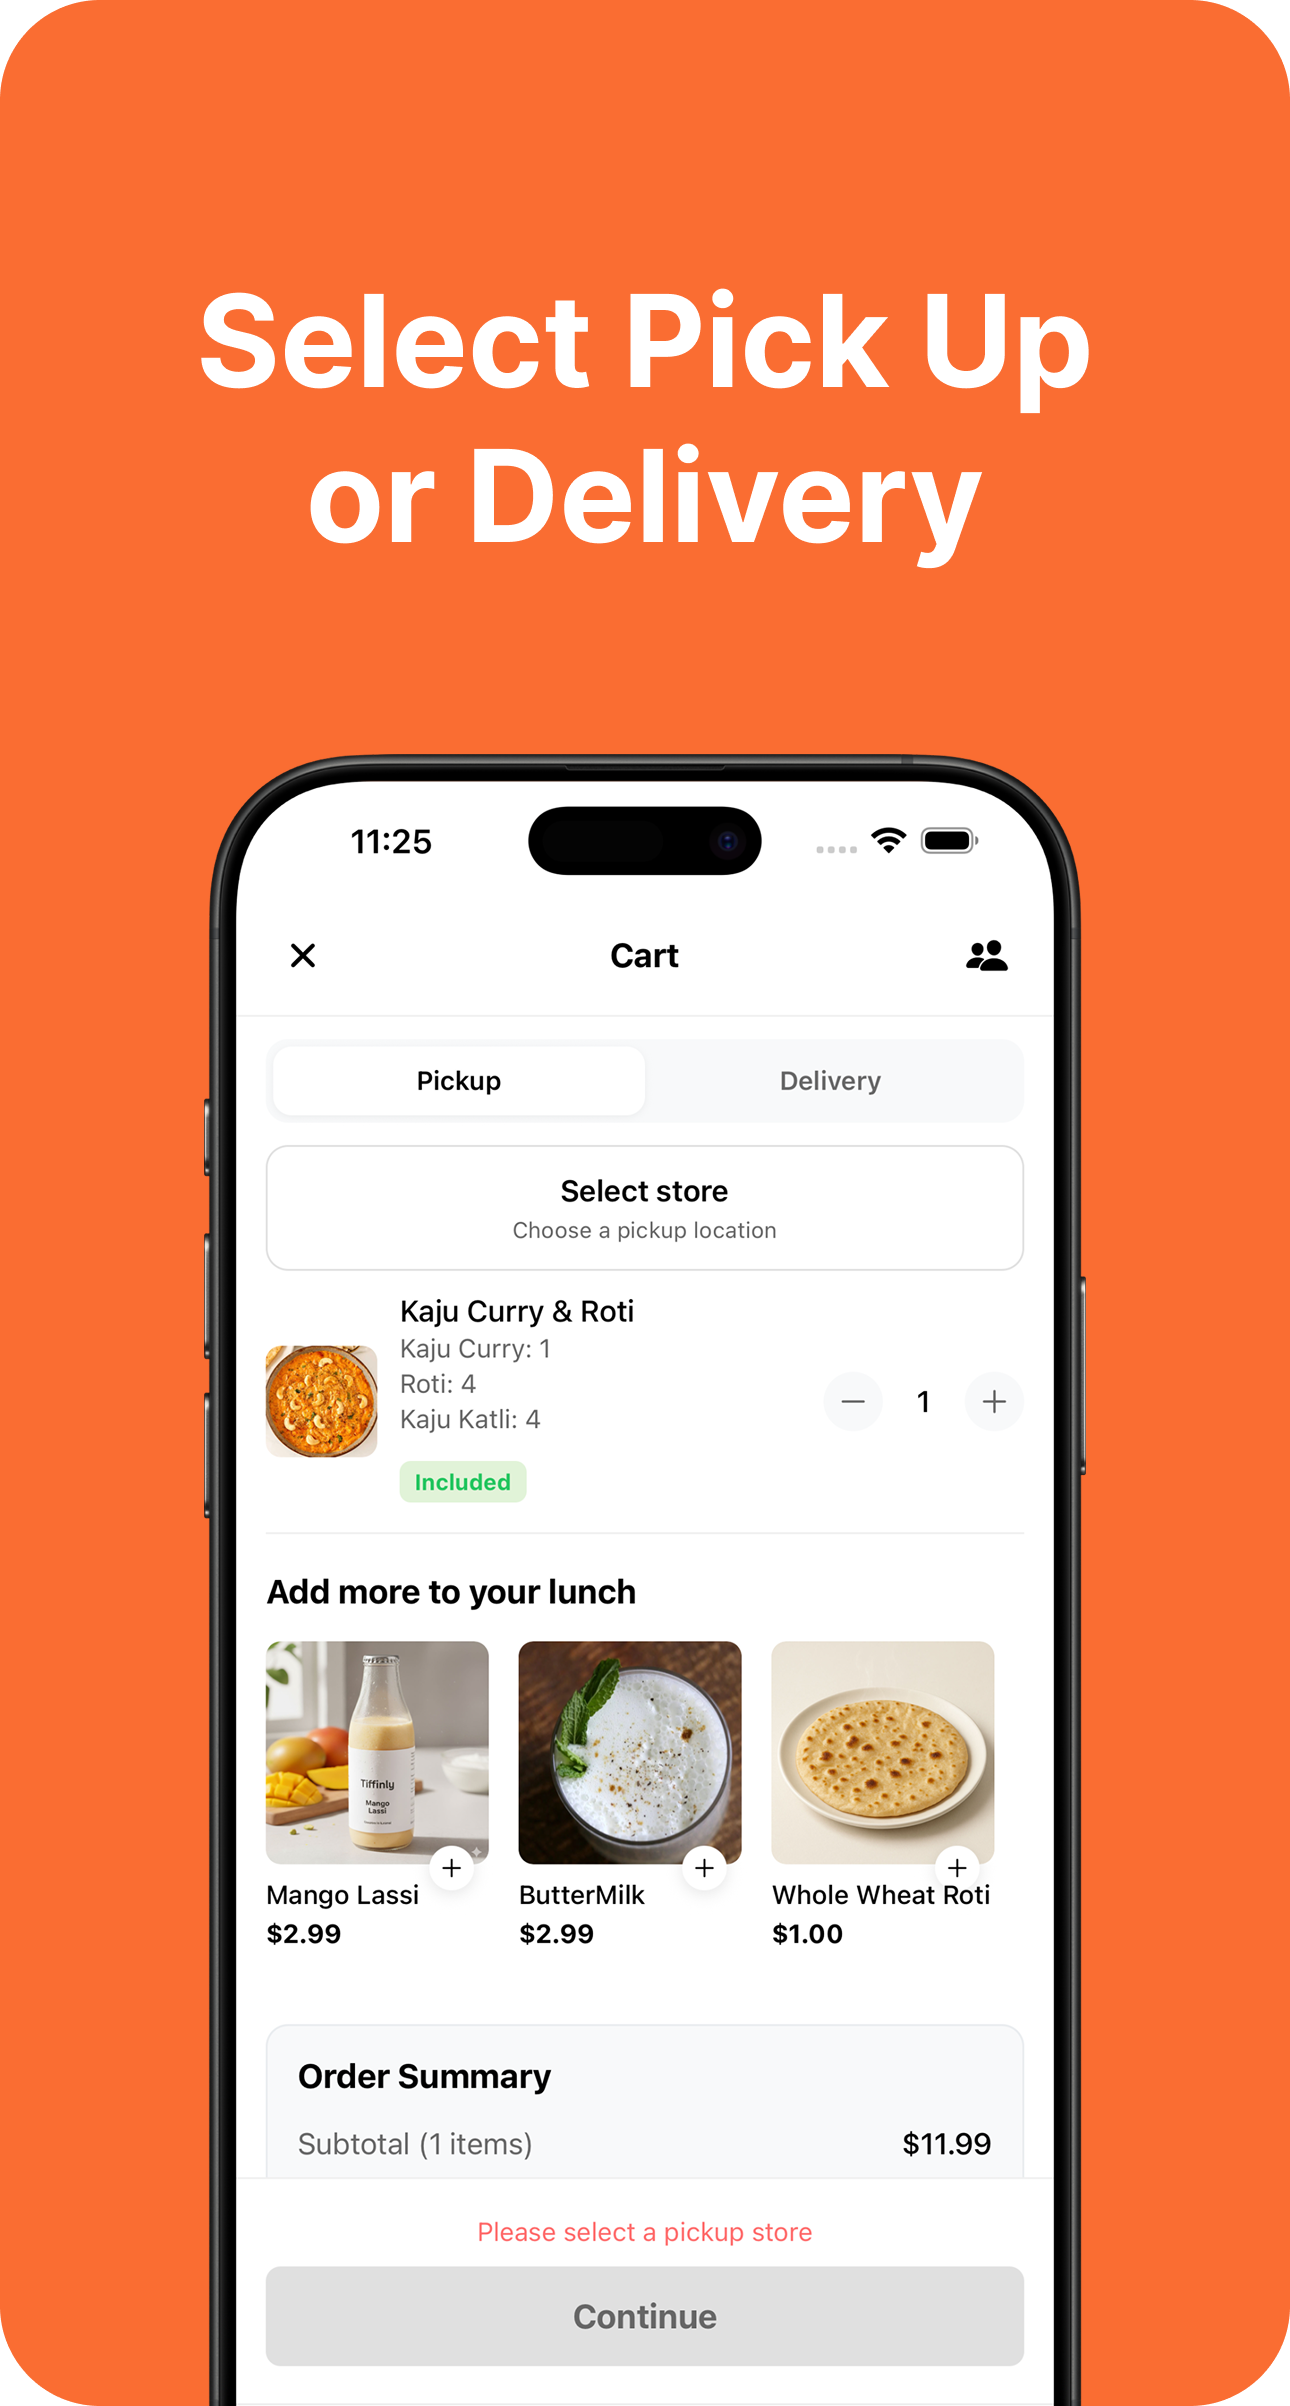 Select Pick Up
or Delivery
11:25
Cart
Pickup
Delivery
Select store
Choose a pickup location
Kaju Curry & Roti
Kaju Curry: 1
Roti: 4
Kaju Katli: 4
1
Included
Add more to your lunch
Tiffinly
Mango
Lassi
Mango Lassi
ButterMilk
Whole Wheat Roti
$2.99
$2.99
$1.00
Order Summary
Subtotal (1 items)
$11.99
Please select a pickup store
Continue